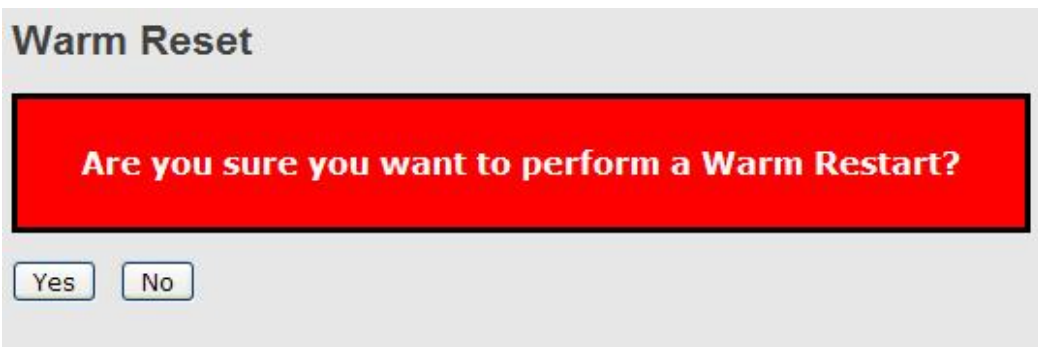 Warm Reset
Are you sure you want to perform a Warm Restart?
Yes No